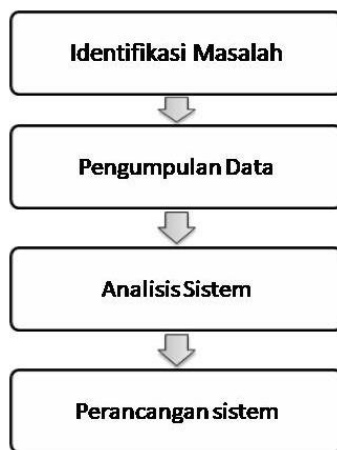 Identifikasi Masalah
Pengumpulan Data
Analisis Sistem
Perancangan sistem